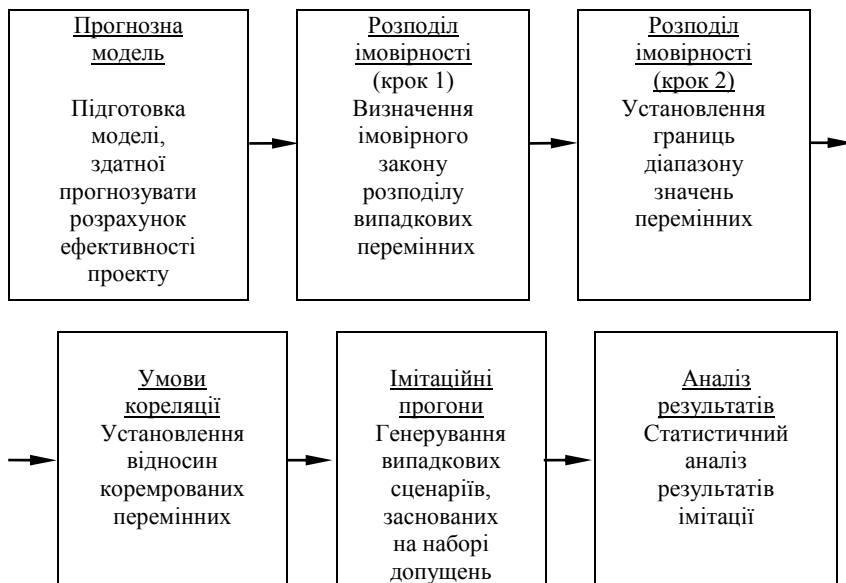 Прогнозна
модель
Підготовка
моделі,
здатної
прогнозувати
розрахунок
ефективності
проекту
Розподіл
імовірності
(крок 1)
Визначення
імовірного
закону
розподілу
випадкових
перемінних
Розподіл
імовірності
(крок 2)
Установлення
границь
діапазону
значень
перемінних
Умови
кореляції
Установлення
відносин
коремрованих
перемінних
Імітаційні
прогони
Генерування
випадкових
сценаріїв,
заснованих
на наборі
допущень
Аналіз
результатів
Статистичний
аналіз
результатів
імітації